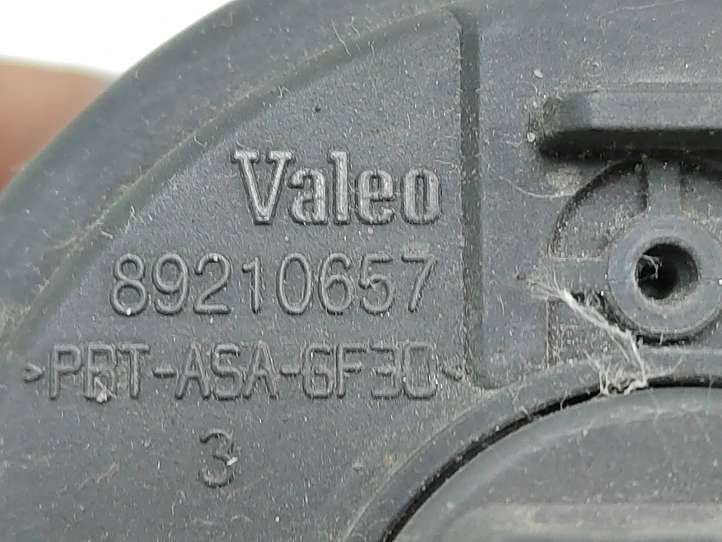 Valeo
89210657
>PBT-ASA-GF30<
3